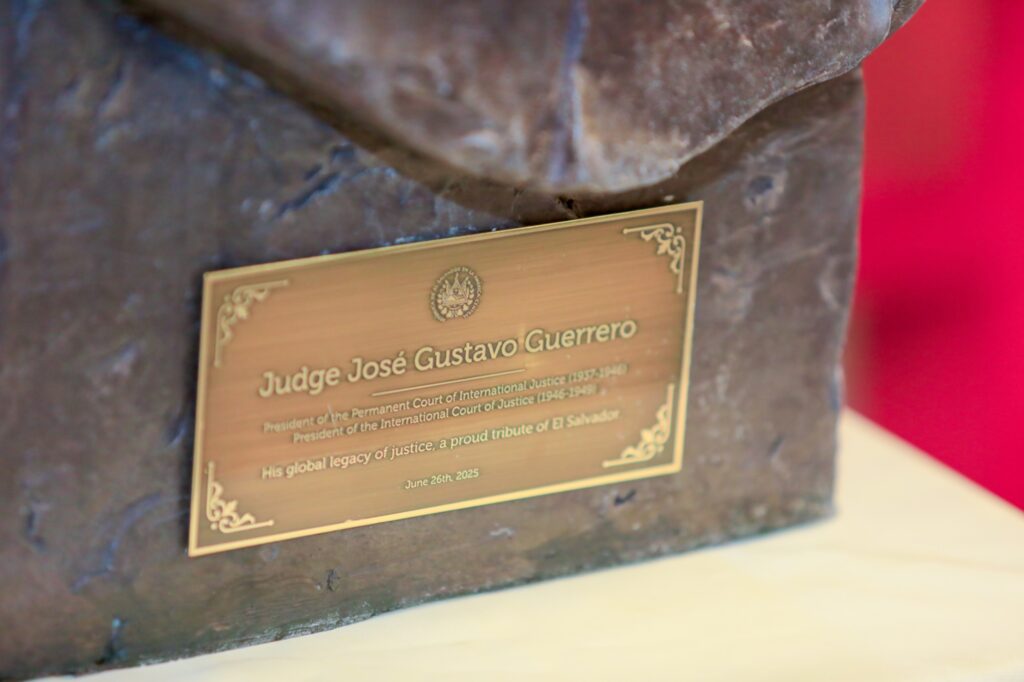 Judge José Gustavo Guerrero
President of the Permanent Court of International Justice (1937-1946)
President of the International Court of Justice (1946-1949)
His global legacy of justice, a proud tribute of El Salvador
June 26th, 2025